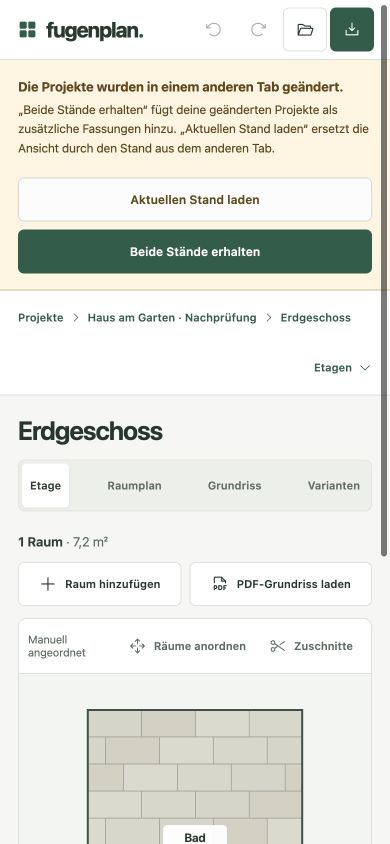 fugenplan.
Die Projekte wurden in einem anderen Tab geändert.
„Beide Stände erhalten“ fügt deine geänderten Projekte als
zusätzliche Fassungen hinzu. „Aktuellen Stand laden“ ersetzt die
Ansicht durch den Stand aus dem anderen Tab.
Aktuellen Stand laden
Beide Stände erhalten
Projekte > Haus am Garten · Nachprüfung > Erdgeschoss
Etagen
Erdgeschoss
Etage Raumplan Grundriss Varianten
1 Raum · 7,2 m²
Raum hinzufügen PDF PDF-Grundriss laden
Manuell
angeordnet
Räume anordnen Zuschnitte
Bad